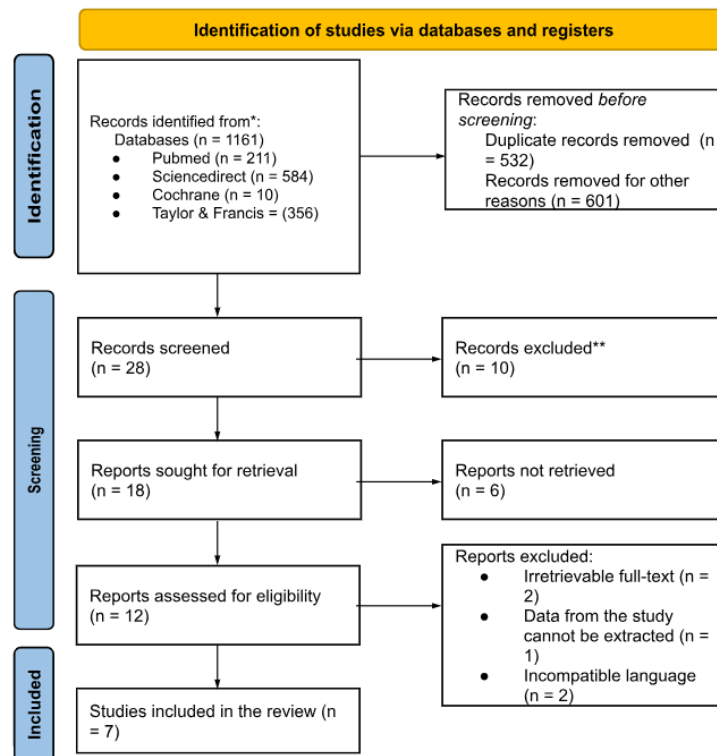 Identification of studies via databases and registers
Identification
Records identified from*:
Databases (n = 1161)
● Pubmed (n = 211)
● Sciencedirect (n = 584)
● Cochrane (n = 10)
● Taylor & Francis = (356)
Records removed before
screening:
Duplicate records removed (n
= 532)
Records removed for other
reasons (n = 601)
Screening
Records screened
(n = 28)
Records excluded**
(n = 10)
Reports sought for retrieval
(n = 18)
Reports not retrieved
(n = 6)
Reports assessed for eligibility
(n = 12)
Reports excluded:
● Irretrievable full-text (n =
2)
● Data from the study
cannot be extracted (n =
1)
● Incompatible language
(n = 2)
Included
Studies included in the review (n
= 7)